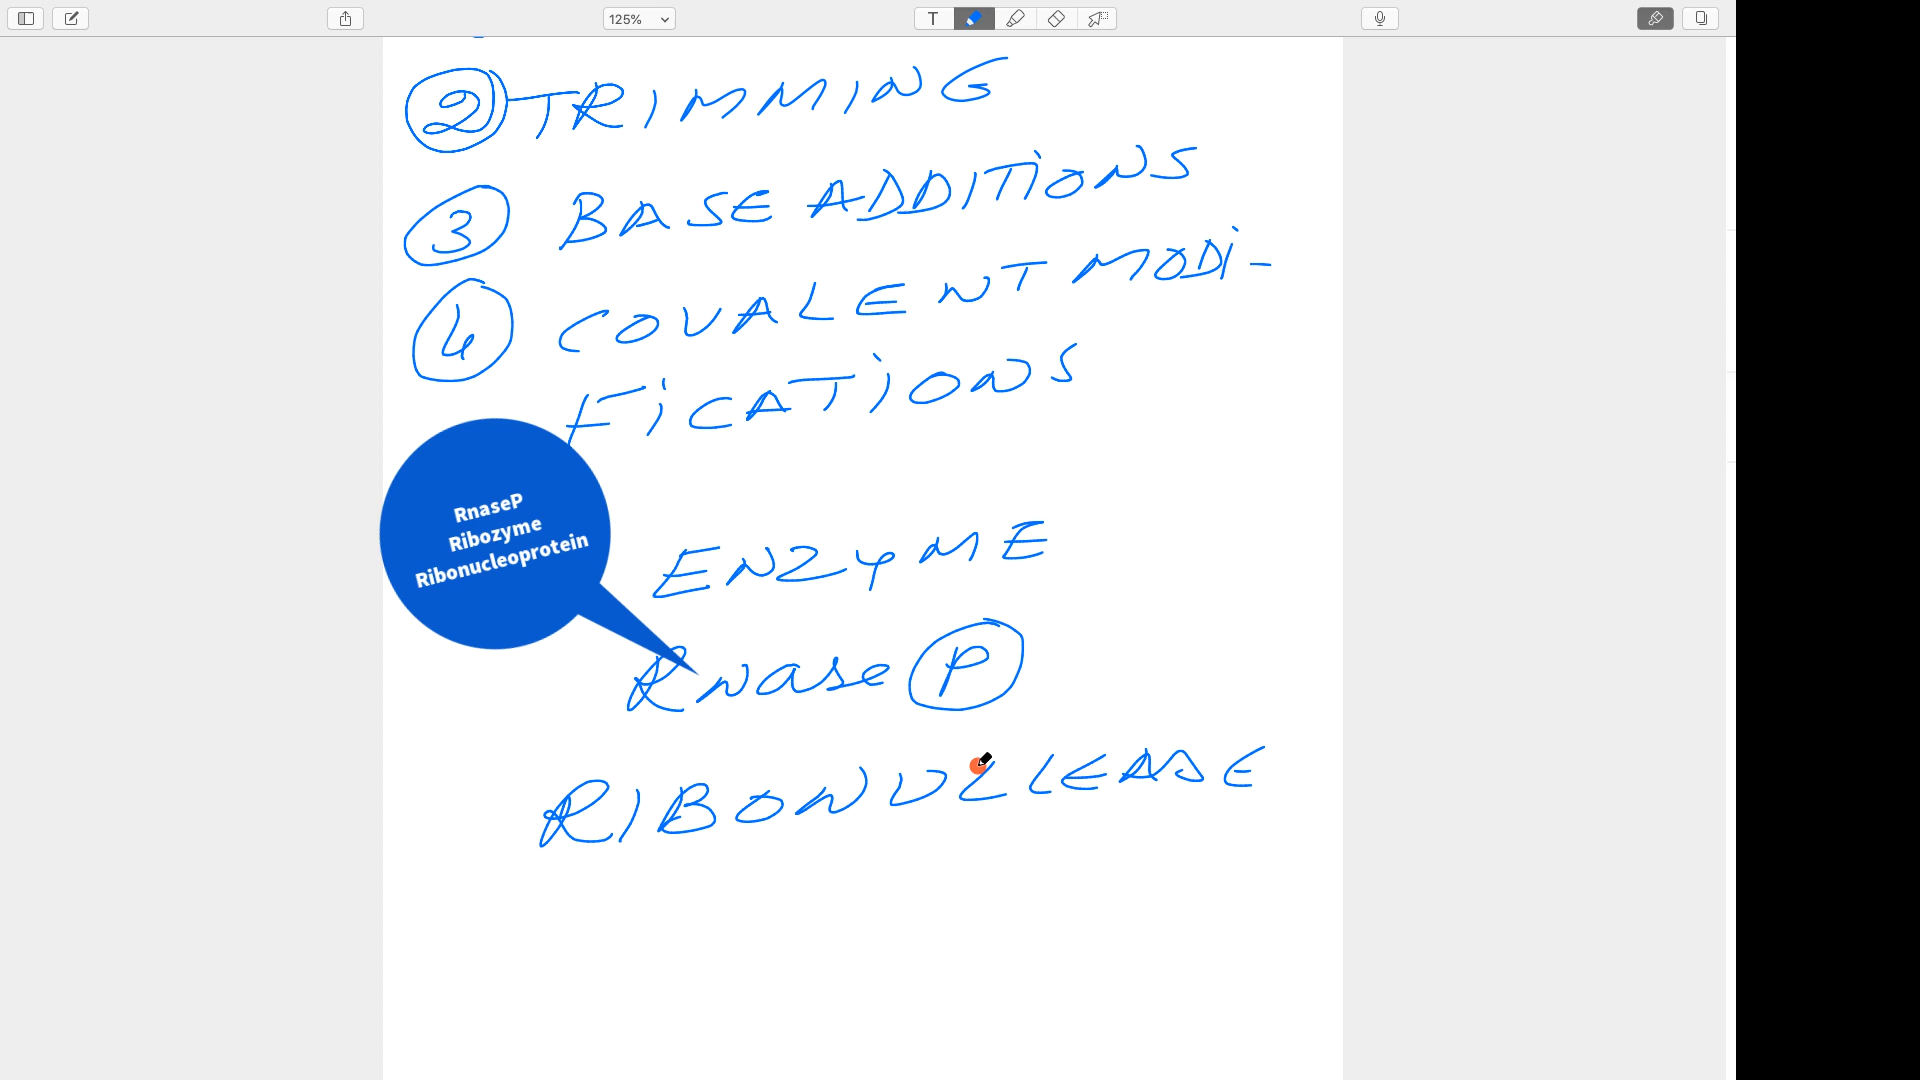 125%
T
2 TRIMMING
3 BASE ADDITIONS
4 COVALENT MODI-
FICATIONS
RnaseP
Ribozyme
Ribonucleoprotein
ENZYME
Rnase P
RIBONUCLEASE